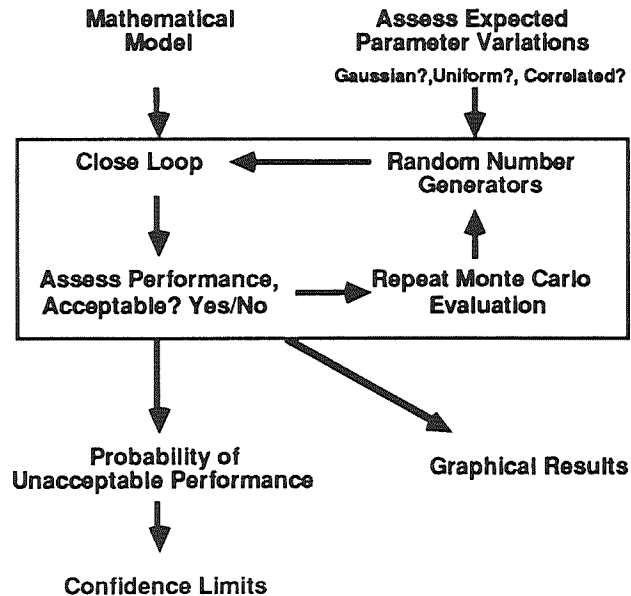 Mathematical
Model
Assess Expected
Parameter Variations
Gaussian?,Uniform?, Correlated?
Close Loop
Random Number
Generators
Assess Performance,
Acceptable? Yes/No
Repeat Monte Carlo
Evaluation
Probability of
Unacceptable Performance
Graphical Results
Confidence Limits